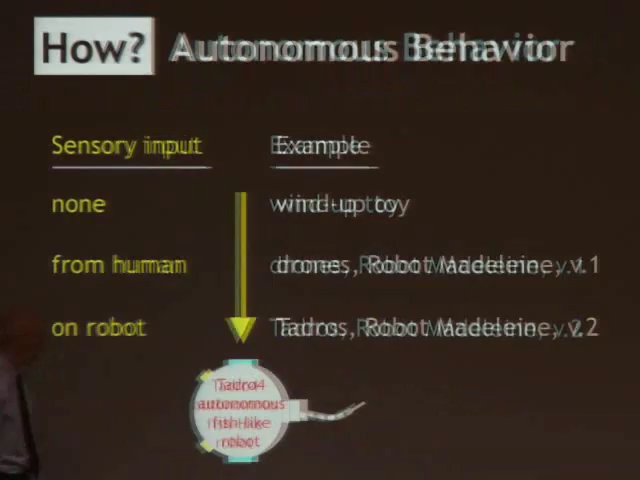 How? Autonomous Behavior
Sensory input Example
none wind-up toy
from human drones, Robot Madeleine, v.1
on robot Tadros, Robot Madeleine, v.2
Tadro4
autonomous
fish-like
robot